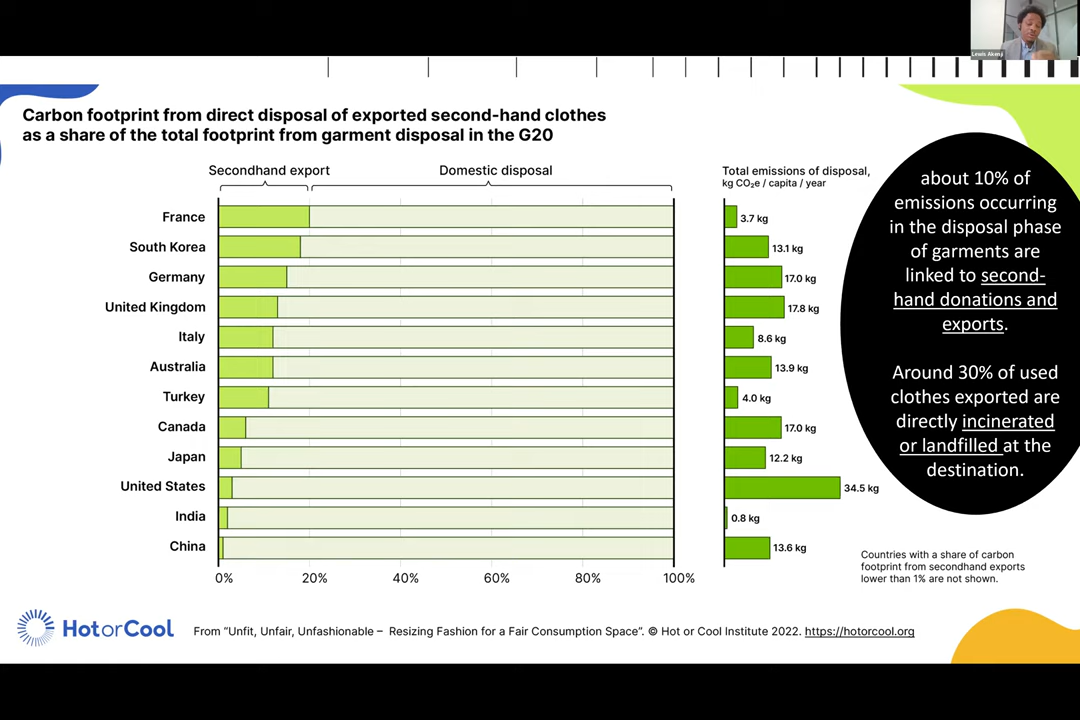 Lewis Akenji
Carbon footprint from direct disposal of exported second-hand clothes
as a share of the total footprint from garment disposal in the G20
Secondhand export
Domestic disposal
Total emissions of disposal,
kg CO₂e / capita / year
France
3.7 kg
South Korea
13.1 kg
Germany
17.0 kg
United Kingdom
17.8 kg
Italy
8.6 kg
Australia
13.9 kg
Turkey
4.0 kg
Canada
17.0 kg
Japan
12.2 kg
United States
34.5 kg
India
0.8 kg
China
13.6 kg
0%
20%
40%
60%
80%
100%
about 10% of
emissions occurring
in the disposal phase
of garments are
linked to second-
hand donations and
exports.
Around 30% of used
clothes exported are
directly incinerated
or landfilled at the
destination.
Countries with a share of carbon
footprint from secondhand exports
lower than 1% are not shown.
HotorCool
From “Unfit, Unfair, Unfashionable – Resizing Fashion for a Fair Consumption Space”. © Hot or Cool Institute 2022. https://hotorcool.org